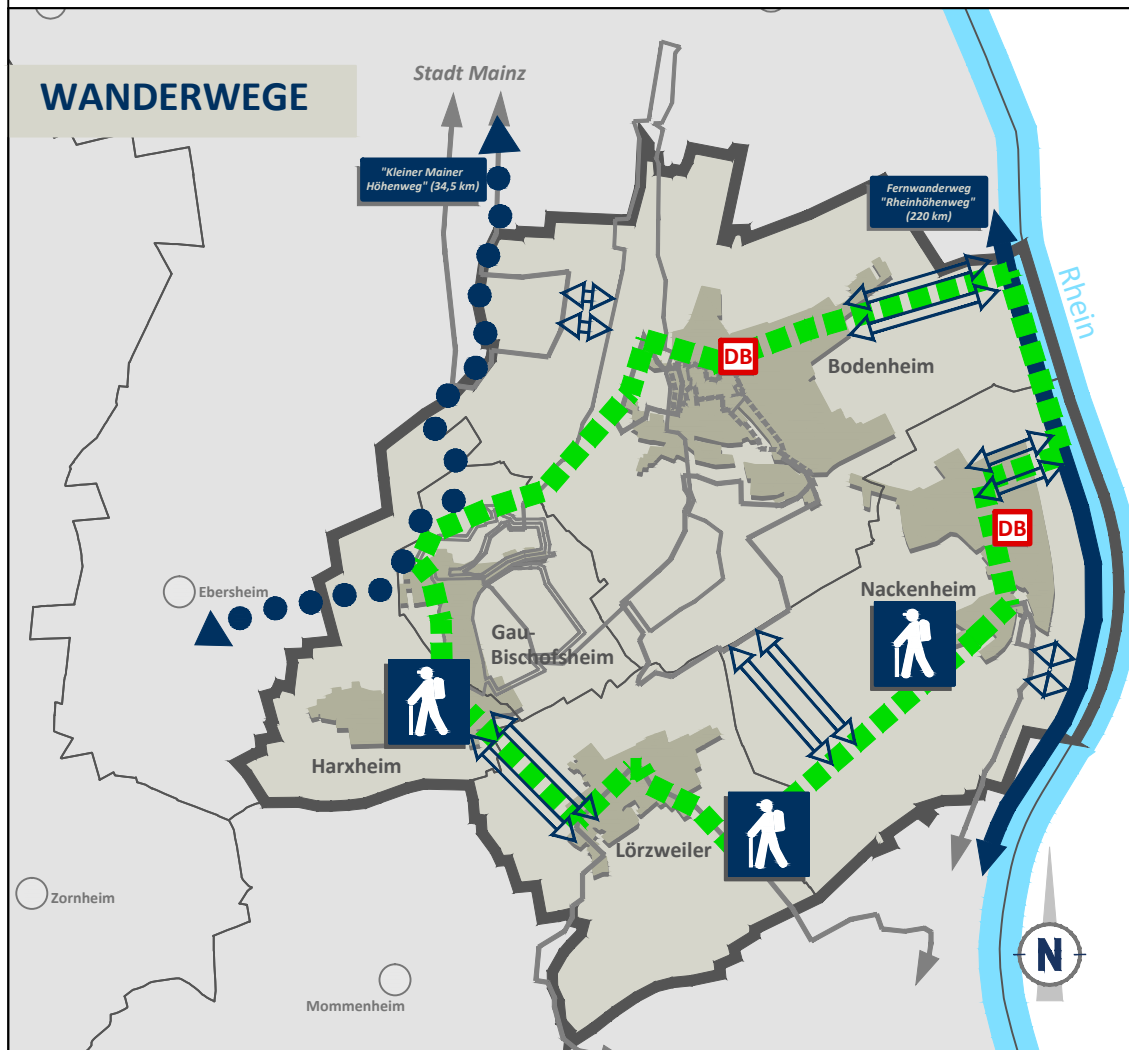 Stadt Mainz
WANDERWEGE
"Kleiner Mainer
Höhenweg" (34,5 km)
Fernwanderweg
"Rheinhöhenweg"
(220 km)
Rhein
DB
Bodenheim
DB
Ebersheim
Nackenheim
Gau-
Bischofsheim
Harxheim
Lörzweiler
Zornheim
N
Mommenheim